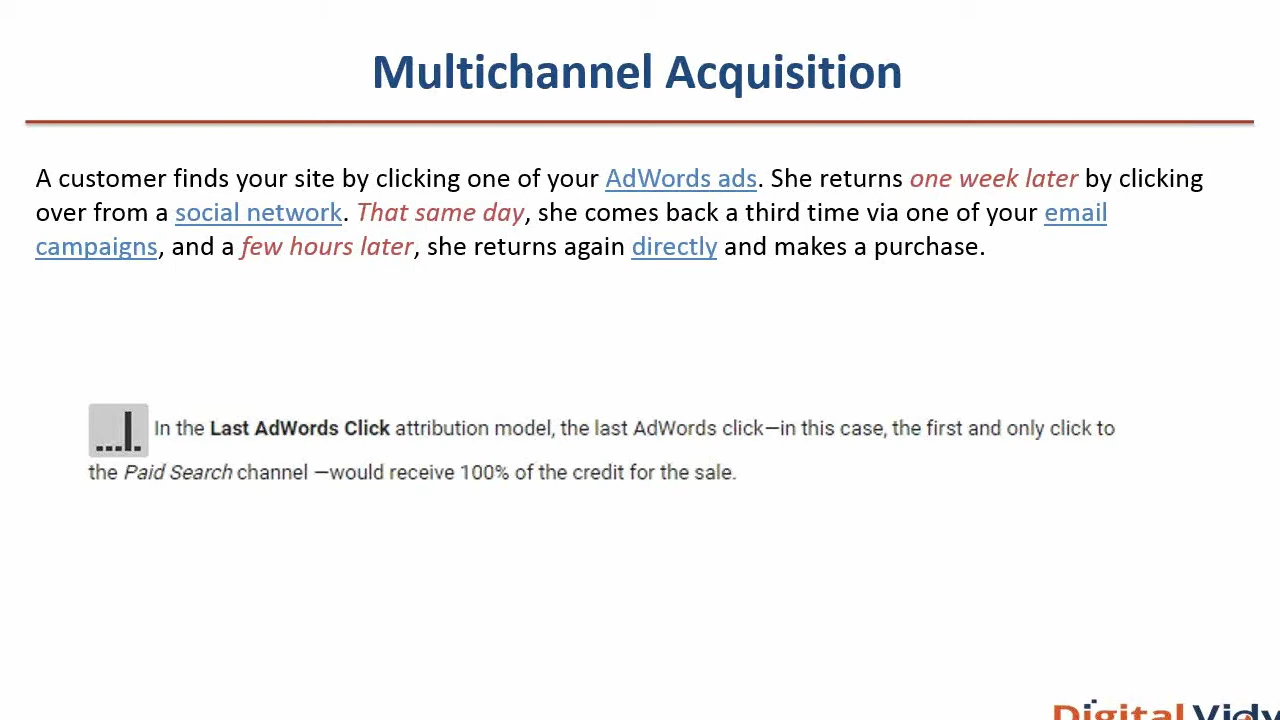 Multichannel Acquisition
A customer finds your site by clicking one of your AdWords ads. She returns one week later by clicking
over from a social network. That same day, she comes back a third time via one of your email
campaigns, and a few hours later, she returns again directly and makes a purchase.
In the Last AdWords Click attribution model, the last AdWords click—in this case, the first and only click to
the Paid Search channel —would receive 100% of the credit for the sale.
Digital Vidy